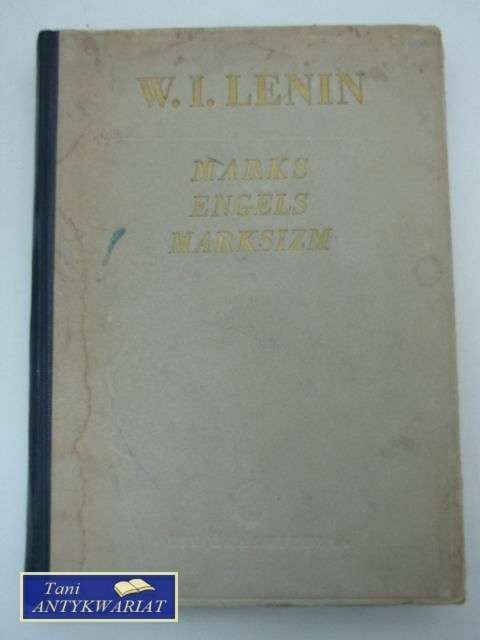 W. I. LENIN
MARKS
ENGELS
MARKSIZM
Tani
ANTYKWARIAT